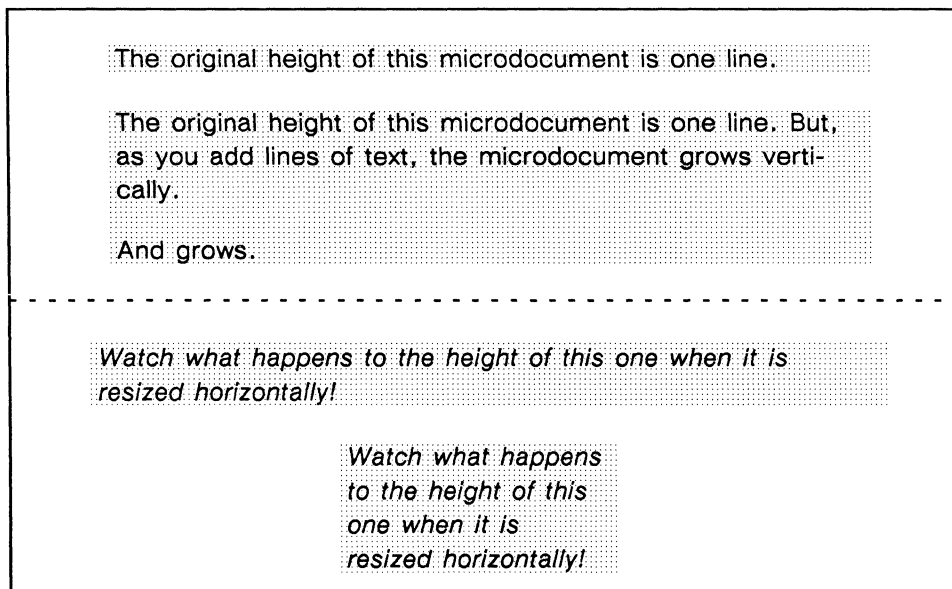 The original height of this microdocument is one line.
The original height of this microdocument is one line. But,
as you add lines of text, the microdocument grows verti-
cally.
And grows.
Watch what happens to the height of this one when it is
resized horizontally!
Watch what happens
to the height of this
one when it is
resized horizontally!